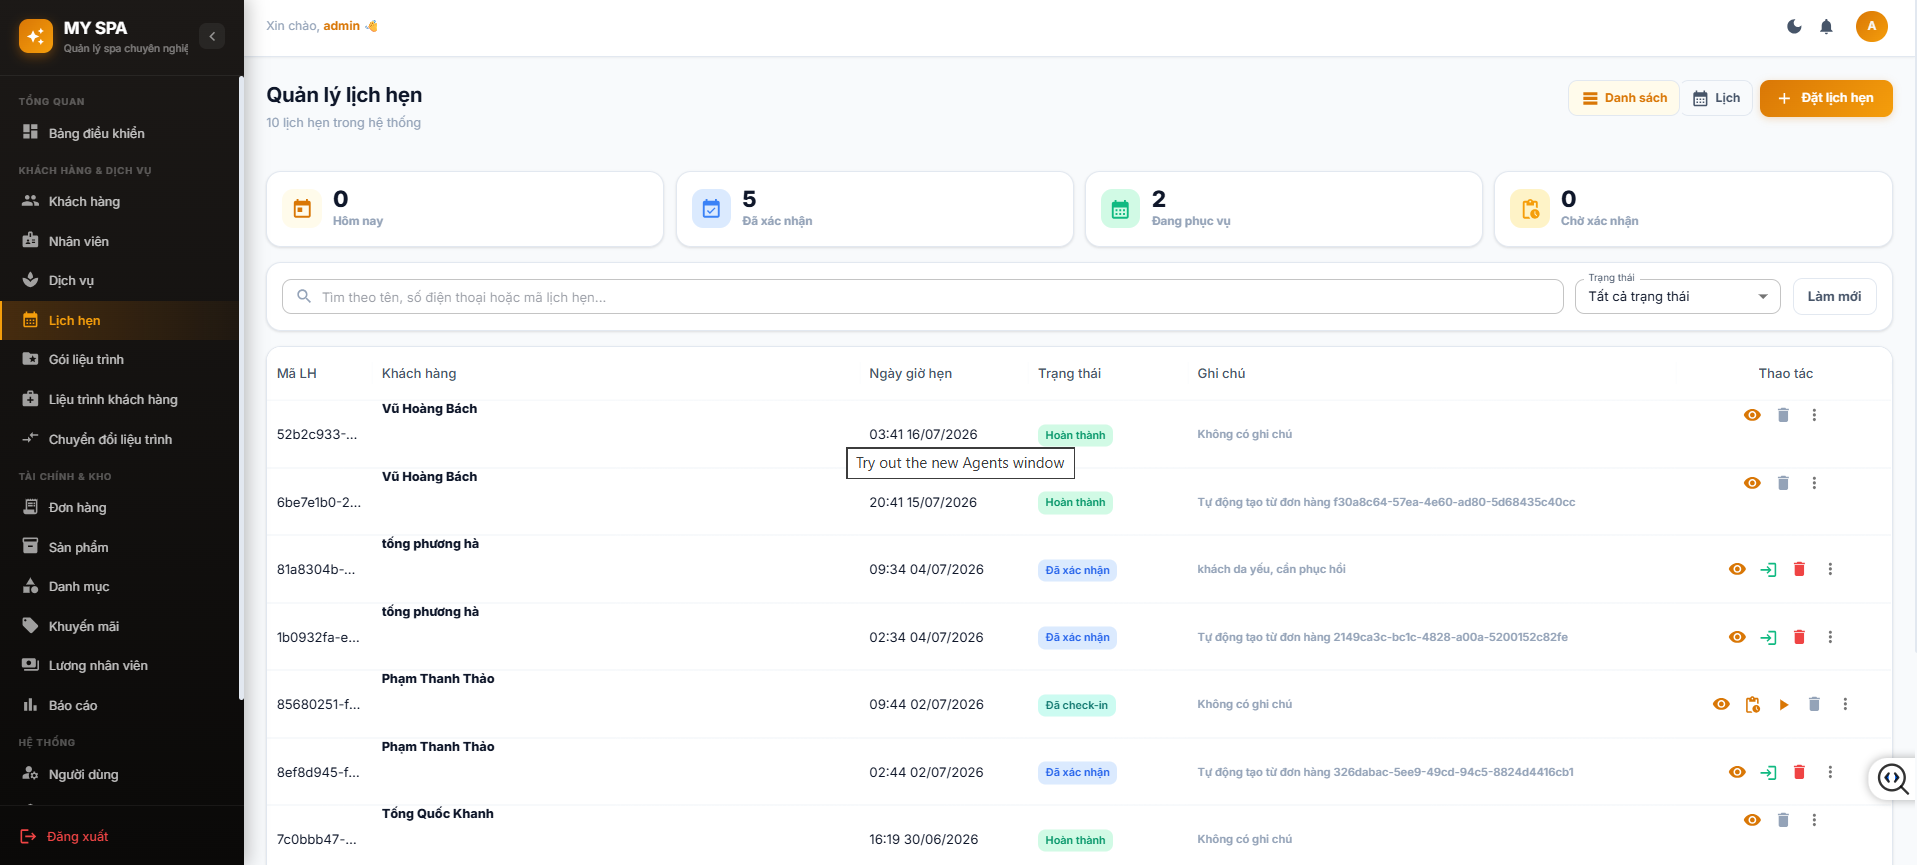 MY SPA
Quản lý spa chuyên nghiệ
TỔNG QUAN
Bảng điều khiển
KHÁCH HÀNG & DỊCH VỤ
Khách hàng
Nhân viên
Dịch vụ
Lịch hẹn
Gói liệu trình
Liệu trình khách hàng
Chuyển đổi liệu trình
TÀI CHÍNH & KHO
Đơn hàng
Sản phẩm
Danh mục
Khuyến mãi
Lương nhân viên
Báo cáo
HỆ THỐNG
Người dùng
Đăng xuất
Xin chào, admin 👋
A
Quản lý lịch hẹn
10 lịch hẹn trong hệ thống
Danh sách
Lịch
+ Đặt lịch hẹn
0
Hôm nay
5
Đã xác nhận
2
Đang phục vụ
0
Chờ xác nhận
Tìm theo tên, số điện thoại hoặc mã lịch hẹn...
Trạng thái
Tất cả trạng thái
Làm mới
Mã LH Khách hàng Ngày giờ hẹn Trạng thái Ghi chú Thao tác
Vũ Hoàng Bách
52b2c933-... 03:41 16/07/2026 Hoàn thành Không có ghi chú
Try out the new Agents window
Vũ Hoàng Bách
6be7e1b0-2... 20:41 15/07/2026 Hoàn thành Tự động tạo từ đơn hàng f30a8c64-57ea-4e60-ad80-5d68435c40cc
tống phương hà
81a8304b-... 09:34 04/07/2026 Đã xác nhận khách da yếu, cần phục hồi
tống phương hà
1b0932fa-e... 02:34 04/07/2026 Đã xác nhận Tự động tạo từ đơn hàng 2149ca3c-bc1c-4828-a00a-5200152c82fe
Phạm Thanh Thảo
85680251-f... 09:44 02/07/2026 Đã check-in Không có ghi chú
Phạm Thanh Thảo
8ef8d945-f... 02:44 02/07/2026 Đã xác nhận Tự động tạo từ đơn hàng 326dabac-5ee9-49cd-94c5-8824d4416cb1
Tống Quốc Khanh
7c0bbb47-... 16:19 30/06/2026 Hoàn thành Không có ghi chú